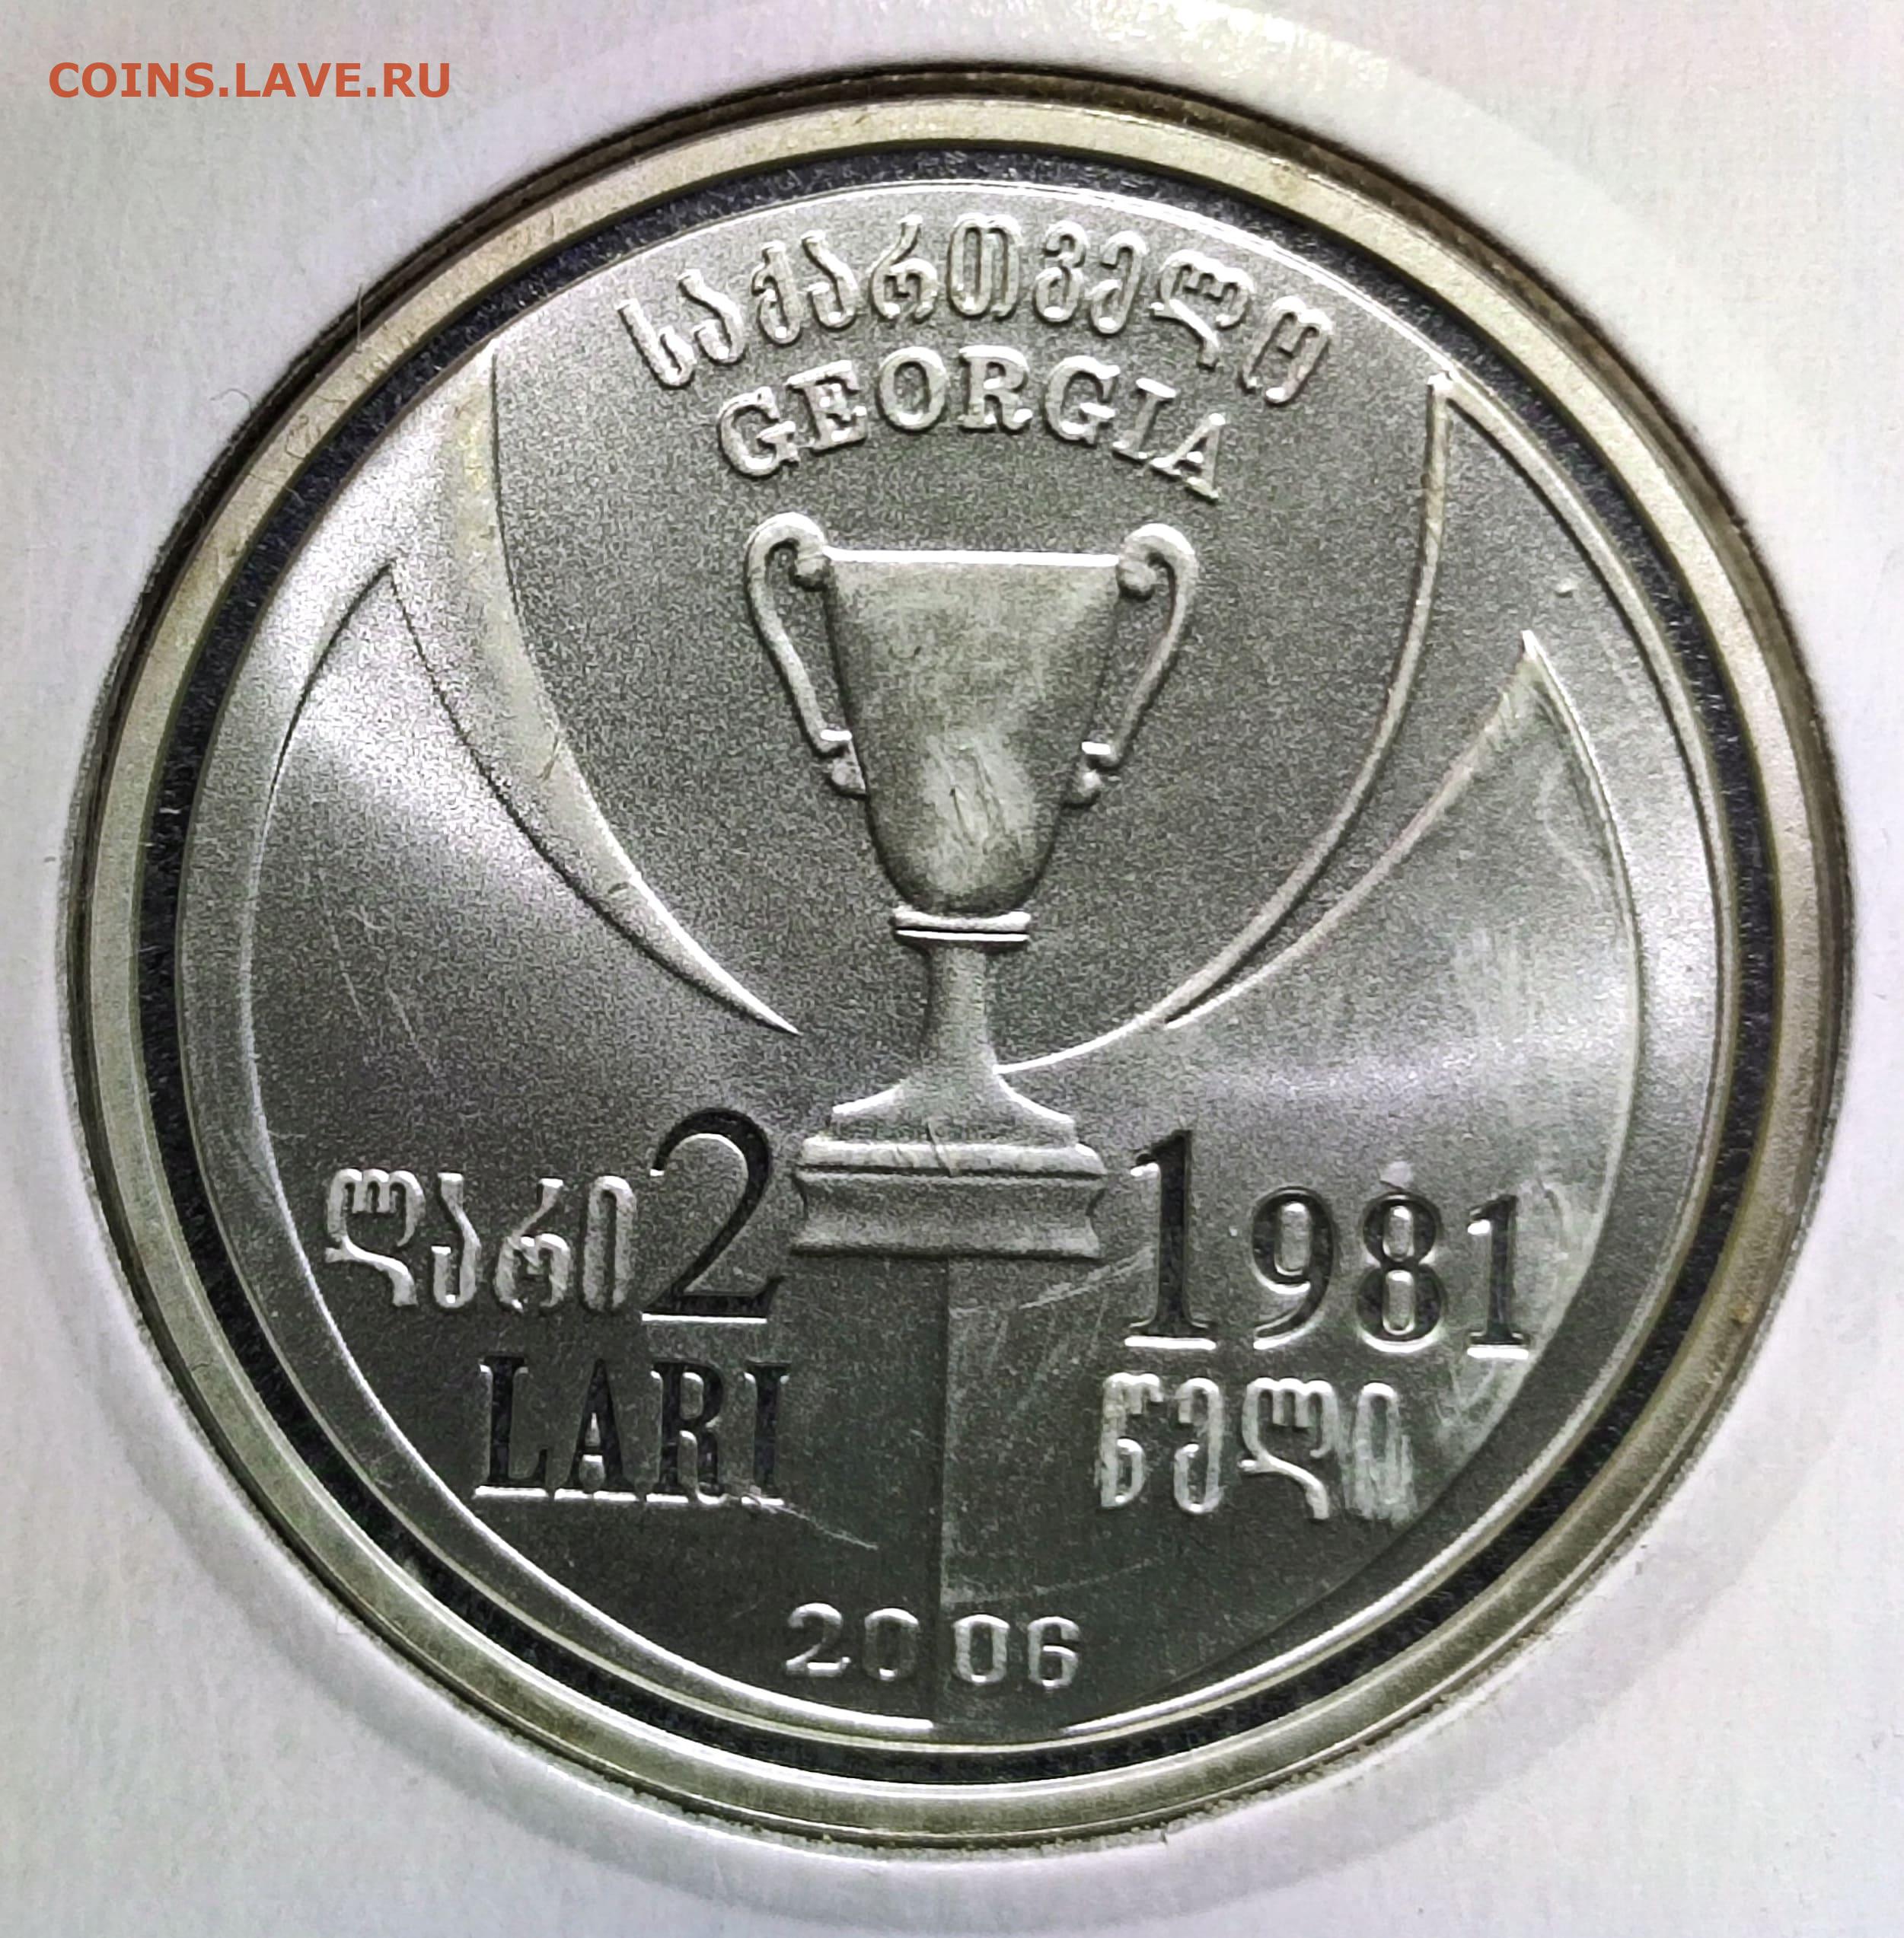 COINS.LAVE.RU
საქართველო
GEORGIA
ლარი 2
LARI
1981
წელი
2006